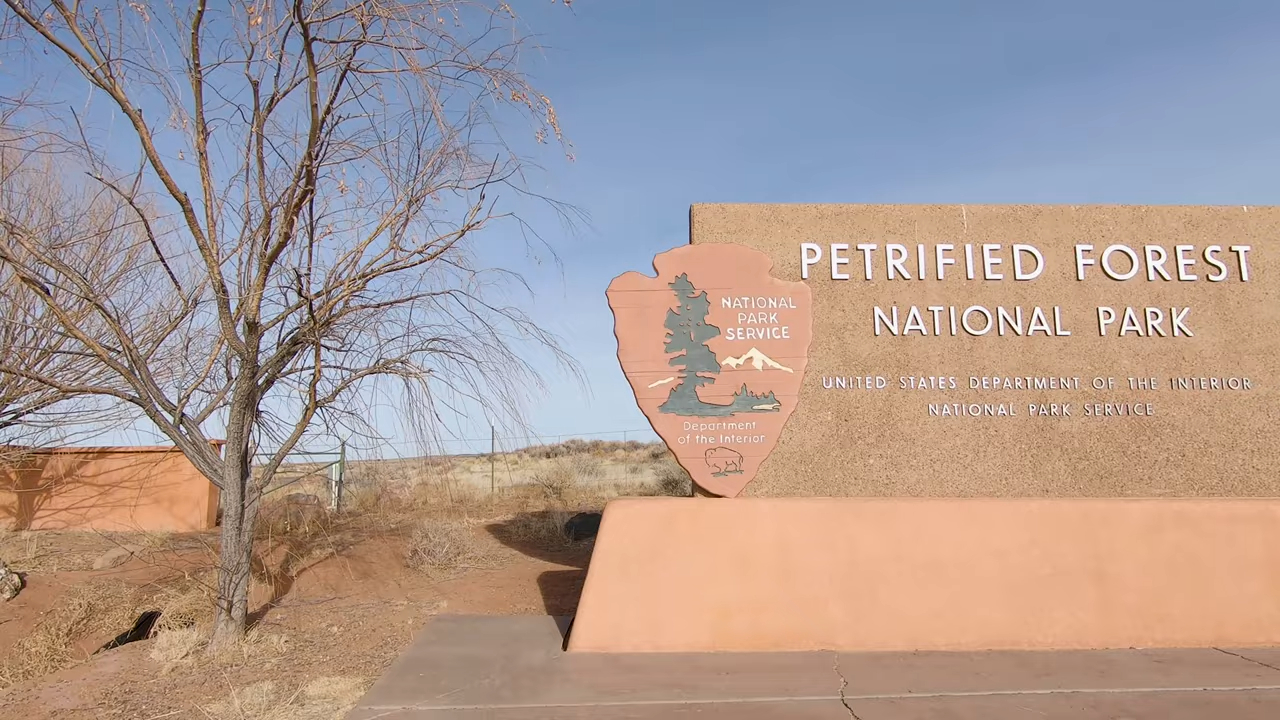 PETRIFIED FOREST
NATIONAL PARK
UNITED STATES DEPARTMENT OF THE INTERIOR
NATIONAL PARK SERVICE
NATIONAL
PARK
SERVICE
Department
of the Interior